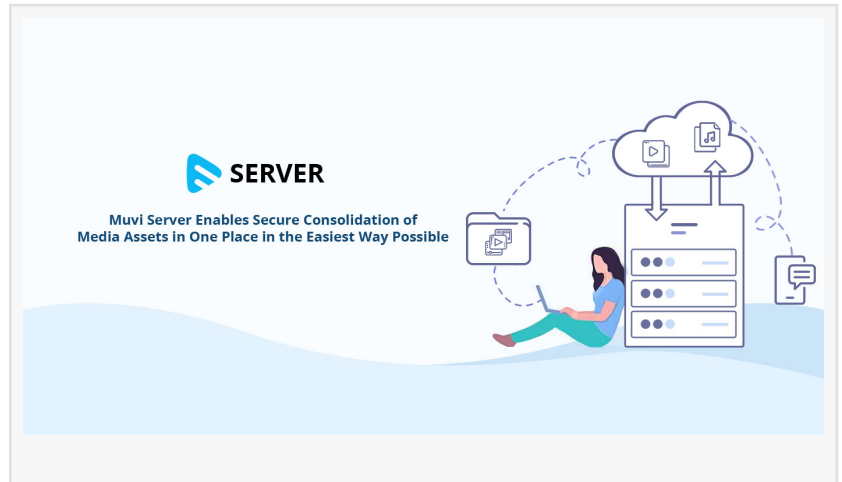 SERVER
Muvi Server Enables Secure Consolidation of
Media Assets in One Place in the Easiest Way Possible